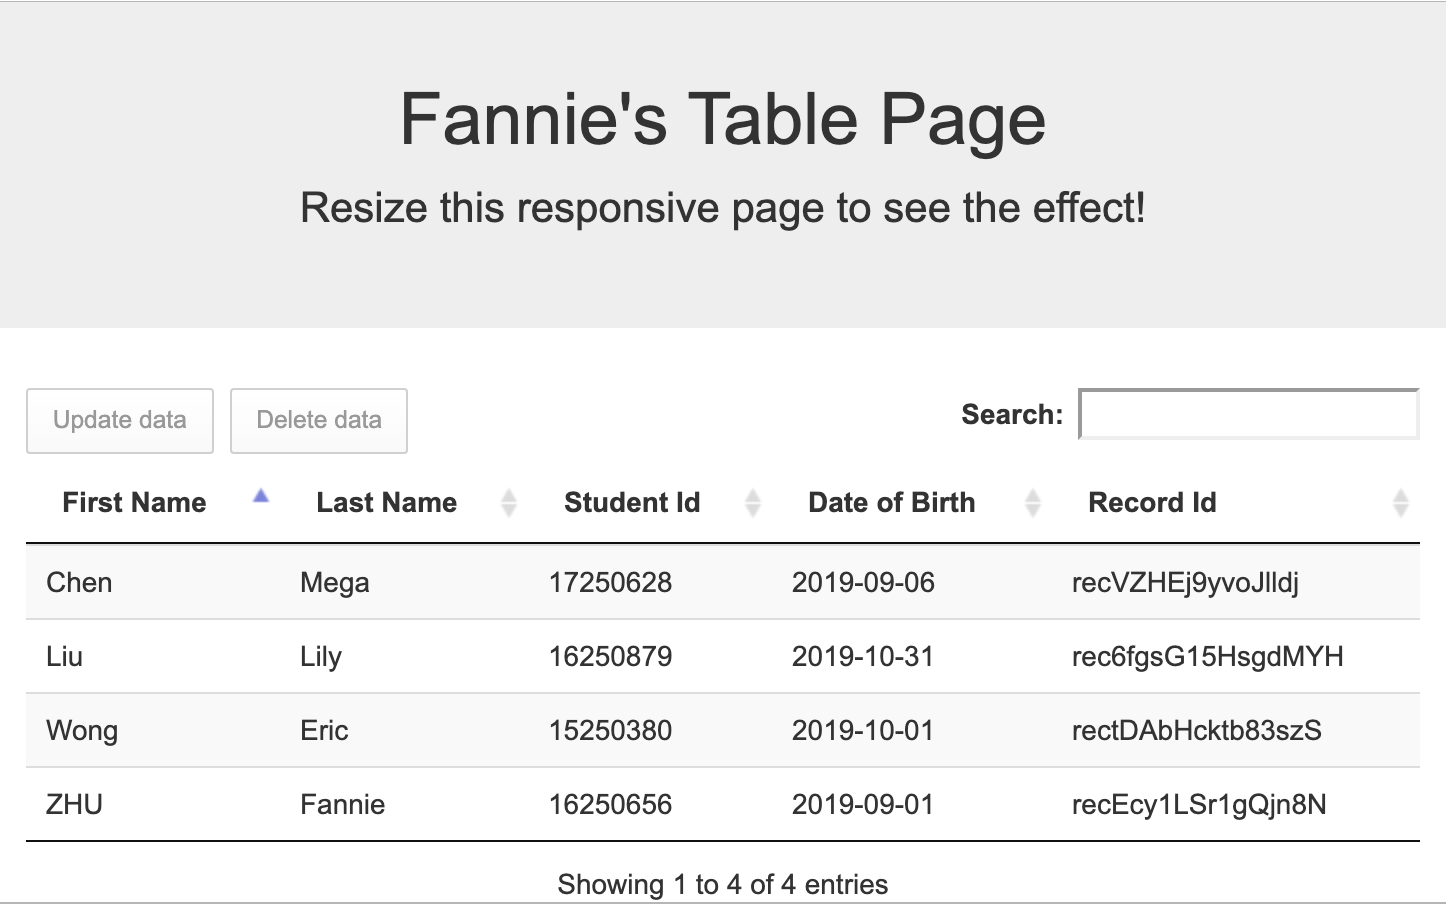 Fannie's Table Page
Resize this responsive page to see the effect!
Update data Delete data Search:
First Name Last Name Student Id Date of Birth Record Id
Chen Mega 17250628 2019-09-06 recVZHEj9yvoJlldj
Liu Lily 16250879 2019-10-31 rec6fgsG15HsgdMYH
Wong Eric 15250380 2019-10-01 rectDAbHcktb83szS
ZHU Fannie 16250656 2019-09-01 recEcy1LSr1gQjn8N
Showing 1 to 4 of 4 entries